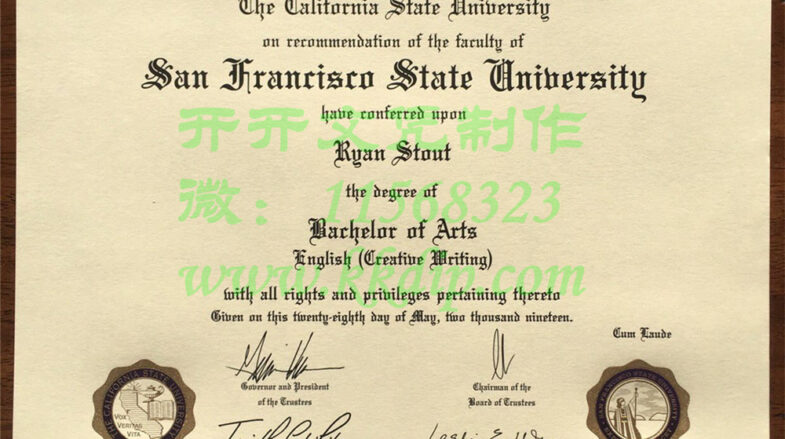 The California State University
on recommendation of the faculty of
San Francisco State University
have conferred upon
开开文凭制作
Ryan Stout
the degree of
微： 11568323
Bachelor of Arts
English (Creative Writing)
www.kkdip.com
with all rights and privileges pertaining thereto
Given on this twenty-eighth day of May, two thousand nineteen.
Cum Laude
Governor and President
of the Trustees
Chairman of the
Board of Trustees
THE CALIFORNIA STATE UNIVERSITY
VOX
VERITAS
VITA
SAN FRANCISCO STATE UNIVERSITY